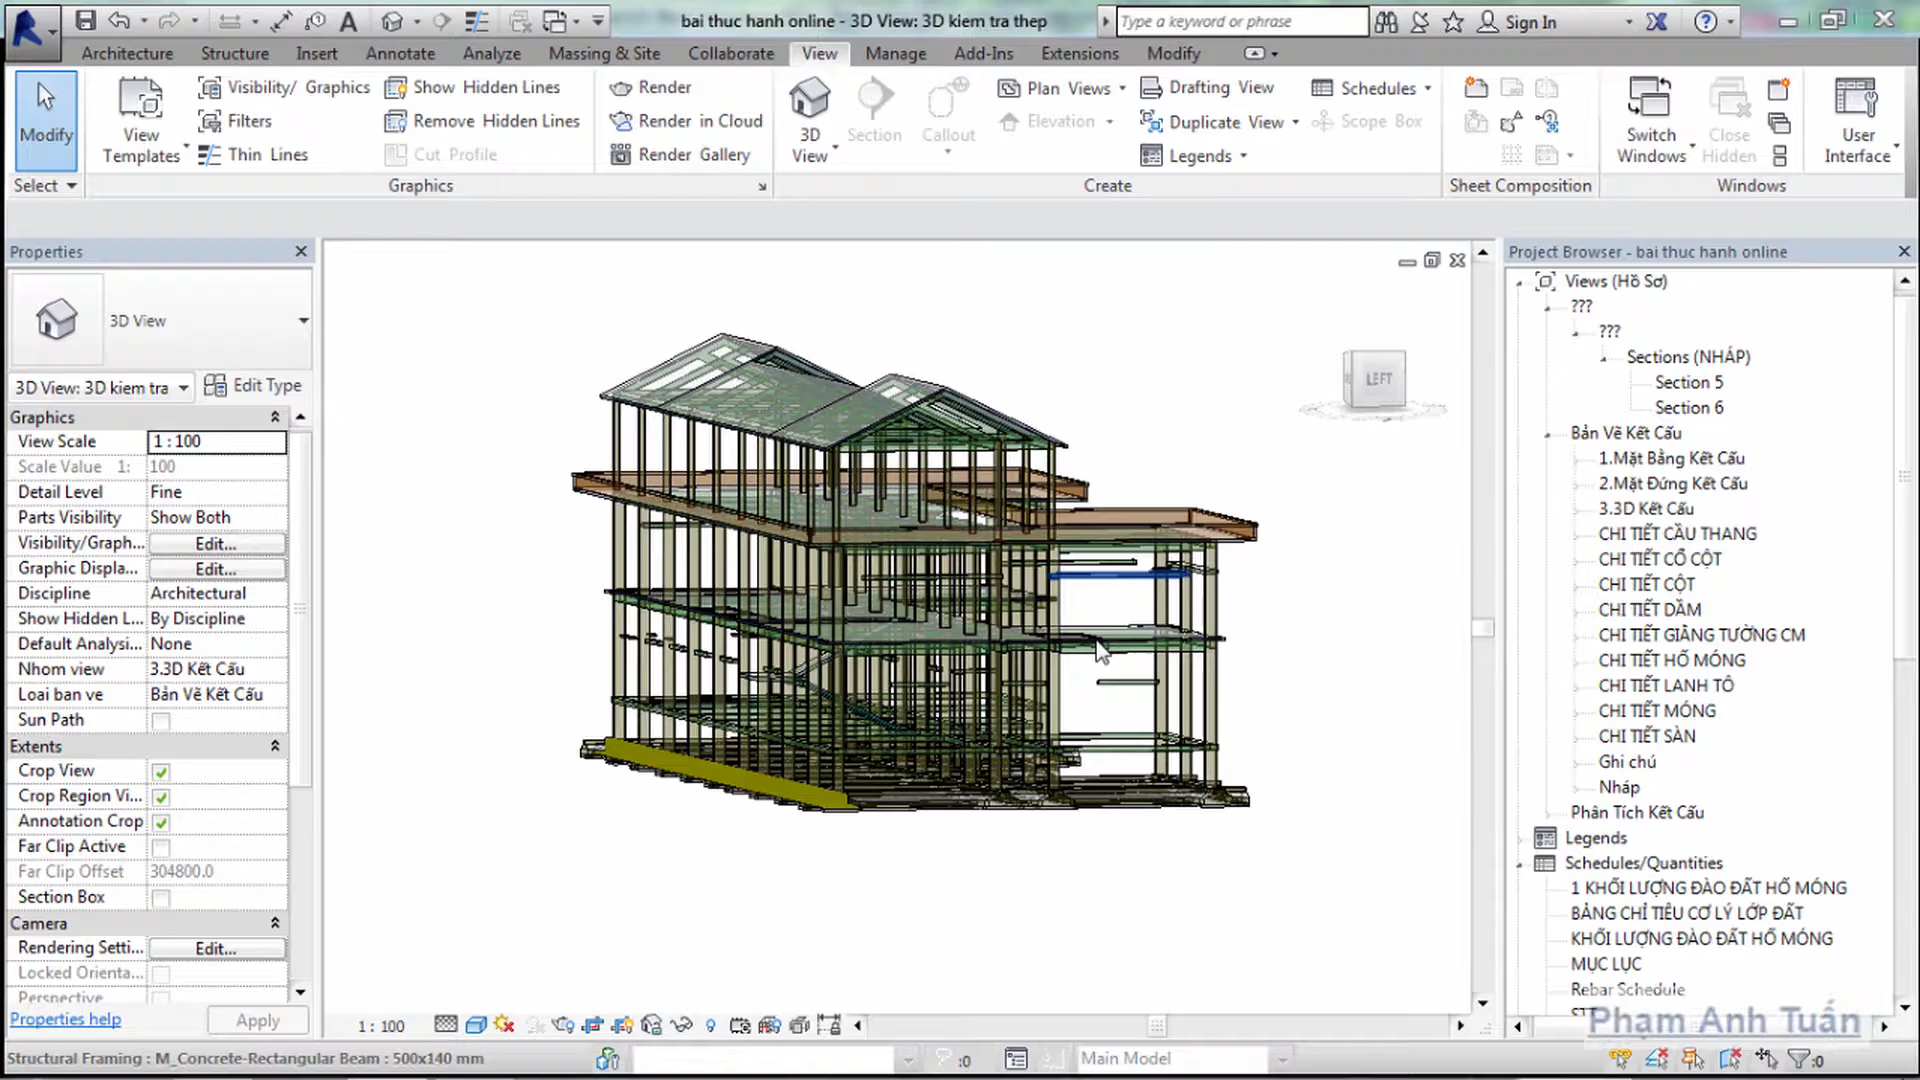 bai thuc hanh online - 3D View: 3D kiem tra thep
Type a keyword or phrase
Sign In
Architecture Structure Insert Annotate Analyze Massing & Site Collaborate View Manage Add-Ins Extensions Modify
Modify
Select
View Templates
Visibility/ Graphics
Filters
Thin Lines
Show Hidden Lines
Remove Hidden Lines
Cut Profile
Graphics
Render
Render in Cloud
Render Gallery
3D View
Section
Callout
Plan Views
Elevation
Drafting View
Duplicate View
Legends
Schedules
Scope Box
Create
Sheet Composition
Switch Windows
Close Hidden
User Interface
Windows
Properties
3D View
3D View: 3D kiem tra
Edit Type
Graphics
View Scale 1 : 100
Scale Value 1: 100
Detail Level Fine
Parts Visibility Show Both
Visibility/Graph... Edit...
Graphic Displa... Edit...
Discipline Architectural
Show Hidden L... By Discipline
Default Analysi... None
Nhom view 3.3D Kết Cấu
Loai ban ve Bản Vẽ Kết Cấu
Sun Path
Extents
Crop View
Crop Region Vi...
Annotation Crop
Far Clip Active
Far Clip Offset 304800.0
Section Box
Camera
Rendering Setti... Edit...
Locked Orienta...
Perspective
Properties help
Apply
LEFT
1 : 100
Project Browser - bai thuc hanh online
Views (Hồ Sơ)
???
???
Sections (NHÁP)
Section 5
Section 6
Bản Vẽ Kết Cấu
1.Mặt Bằng Kết Cấu
2.Mặt Đứng Kết Cấu
3.3D Kết Cấu
CHI TIẾT CẦU THANG
CHI TIẾT CỔ CỘT
CHI TIẾT CỘT
CHI TIẾT DẦM
CHI TIẾT GIẰNG TƯỜNG CM
CHI TIẾT HỐ MÓNG
CHI TIẾT LANH TÔ
CHI TIẾT MÓNG
CHI TIẾT SÀN
Ghi chú
Nháp
Phân Tích Kết Cấu
Legends
Schedules/Quantities
1 KHỐI LƯỢNG ĐÀO ĐẤT HỐ MÓNG
BẢNG CHỈ TIÊU CƠ LÝ LỚP ĐẤT
KHỐI LƯỢNG ĐÀO ĐẤT HỐ MÓNG
MỤC LỤC
Rebar Schedule
Phạm Anh Tuấn
Structural Framing : M_Concrete-Rectangular Beam : 500x140 mm
:0
Main Model
:0